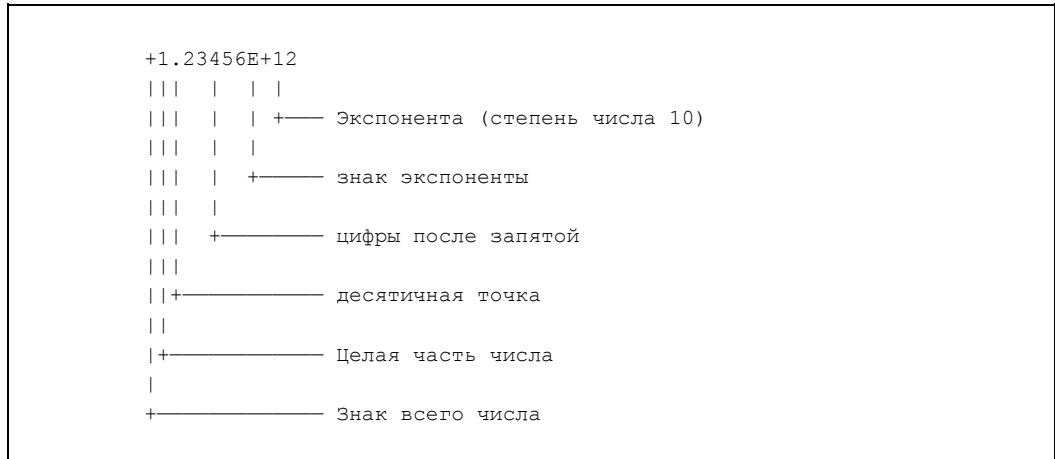 +1.23456E+12
||| | | |
||| | | +—— Экспонента (степень числа 10)
||| | |
||| | +———— знак экспоненты
||| |
||| +——————— цифры после запятой
|||
||+—————————— десятичная точка
||
|+——————————— Целая часть числа
|
+———————————— Знак всего числа